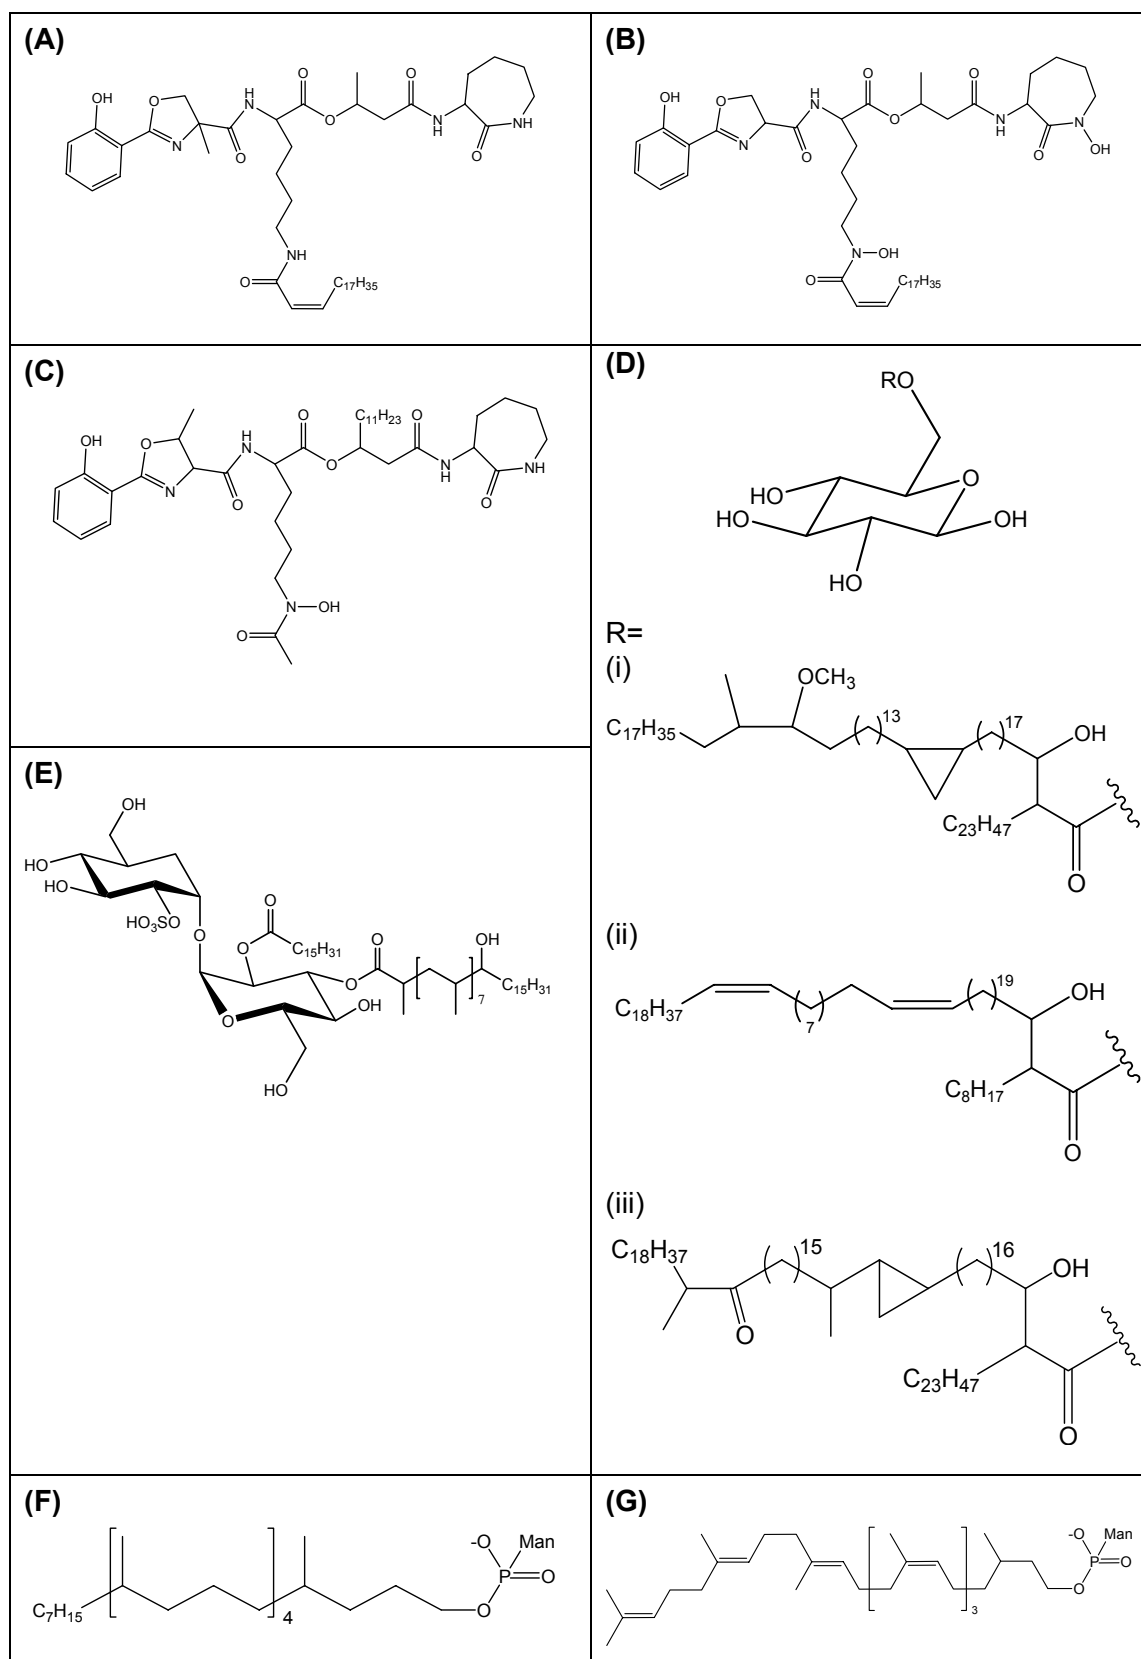 (A)
OH
O
N
O
H
N
O
O
O
N
H
O
NH
NH
O
C17H35
(B)
OH
O
N
O
H
N
O
O
O
N
H
O
N
OH
N
OH
O
C17H35
(C)
OH
O
N
O
H
N
O
O
C11H23
O
N
H
O
NH
N
OH
O
(D)
RO
O
HO
HO
HO
OH
R=
(i)
OCH3
C17H35
13
17
OH
C23H47
O
(ii)
C18H37
7
19
OH
C8H17
O
(iii)
C18H37
O
15
16
OH
C23H47
O
(E)
OH
HO
HO
HO3SO
O
O
O
C15H31
O
O
O
OH
HO
7
OH
C15H31
(F)
C7H15
4
O
-O
P
Man
O
(G)
3
O
-O
P
Man
O